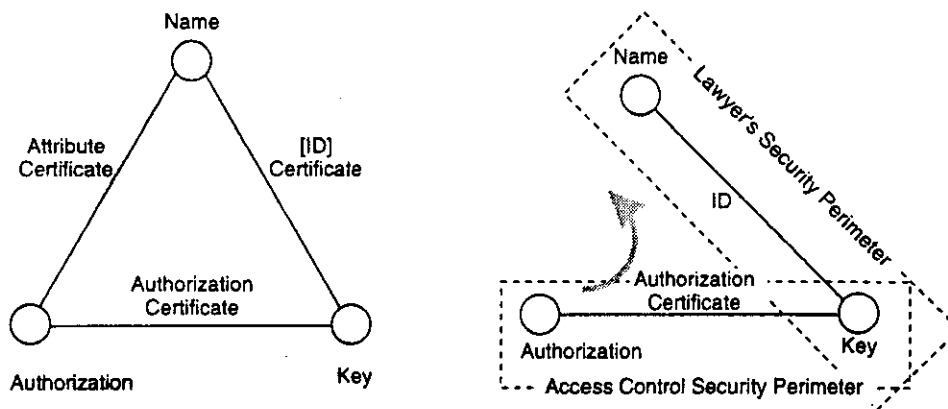 Name
Attribute
Certificate
[ID]
Certificate
Authorization
Certificate
Authorization
Key
Name
Lawyer's Security Perimeter
ID
Authorization
Certificate
Authorization
Key
Access Control Security Perimeter